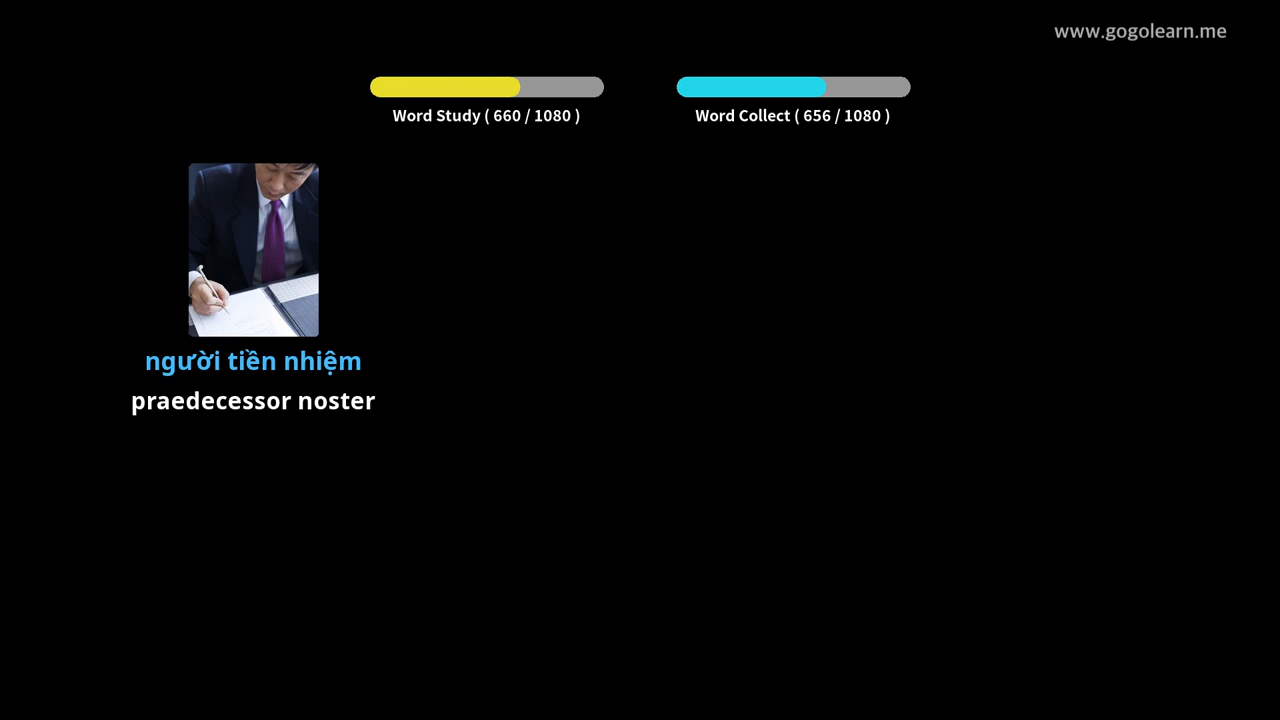 www.gogolearn.me
Word Study ( 660 / 1080 )
Word Collect ( 656 / 1080 )
người tiền nhiệm
praedecessor noster